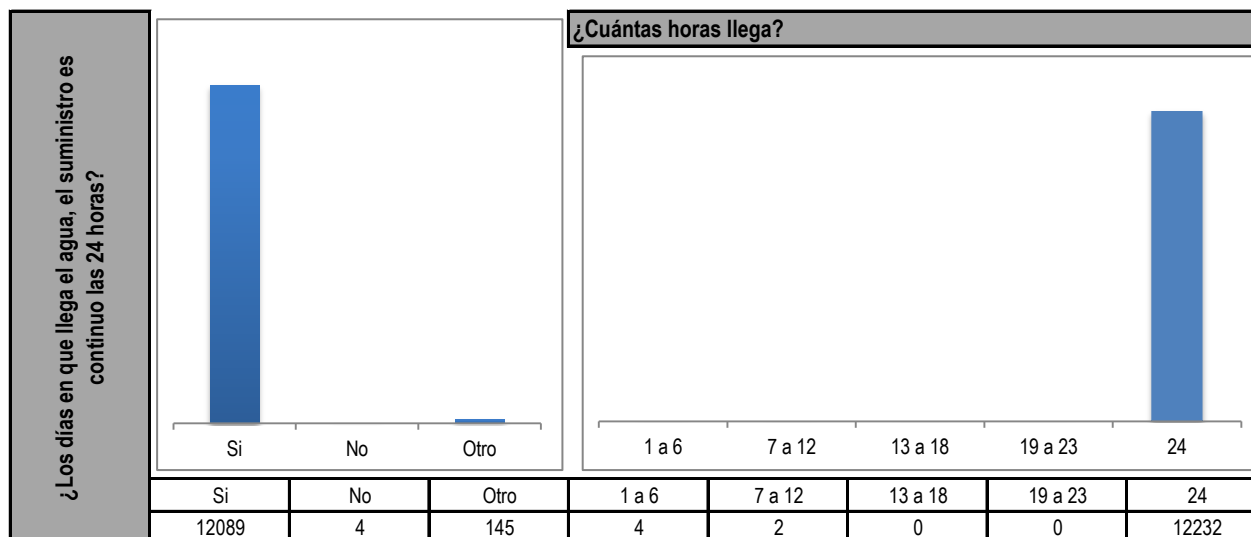 ¿Los días en que llega el agua, el suministro es
continuo las 24 horas?
¿Cuántas horas llega?
Si No Otro
1 a 6 7 a 12 13 a 18 19 a 23 24
Si No Otro 1 a 6 7 a 12 13 a 18 19 a 23 24
12089 4 145 4 2 0 0 12232